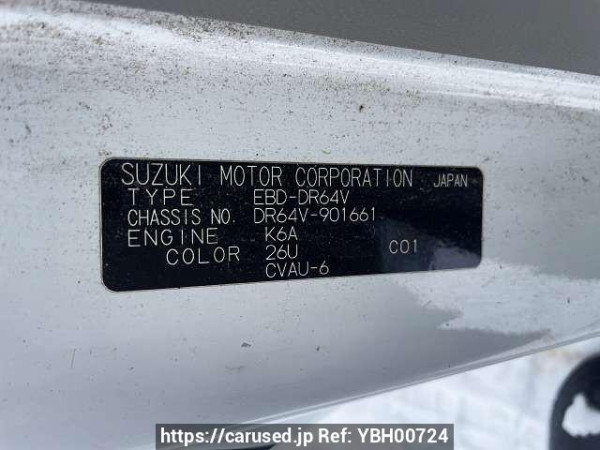 SUZUKI MOTOR CORPORATION JAPAN
TYPE EBD-DR64V
CHASSIS NO. DR64V-901661
ENGINE K6A
COLOR 26U C01
CVAU-6
https://carused.jp Ref: YBH00724